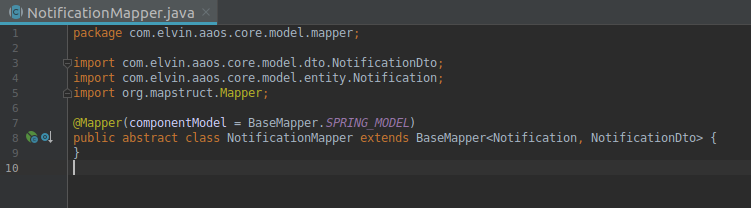 NotificationMapper.java
1 package com.elvin.aaos.core.model.mapper;
2
3 import com.elvin.aaos.core.model.dto.NotificationDto;
4 import com.elvin.aaos.core.model.entity.Notification;
5 import org.mapstruct.Mapper;
6
7 @Mapper(componentModel = BaseMapper.SPRING_MODEL)
8 public abstract class NotificationMapper extends BaseMapper<Notification, NotificationDto> {
9 }
10